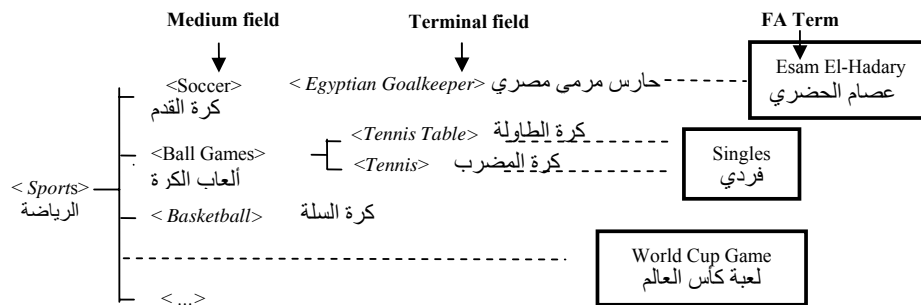 Medium field Terminal field FA Term
<Soccer> < Egyptian Goalkeeper> حارس مرمى مصري Esam El-Hadary
كرة القدم عصام الحضري
<Tennis Table> كرة الطاولة
<Ball Games> <Tennis> كرة المضرب Singles
ألعاب الكرة فردي
< Sports>
الرياضة
< Basketball> كرة السلة
World Cup Game
لعبة كأس العالم
< ...>